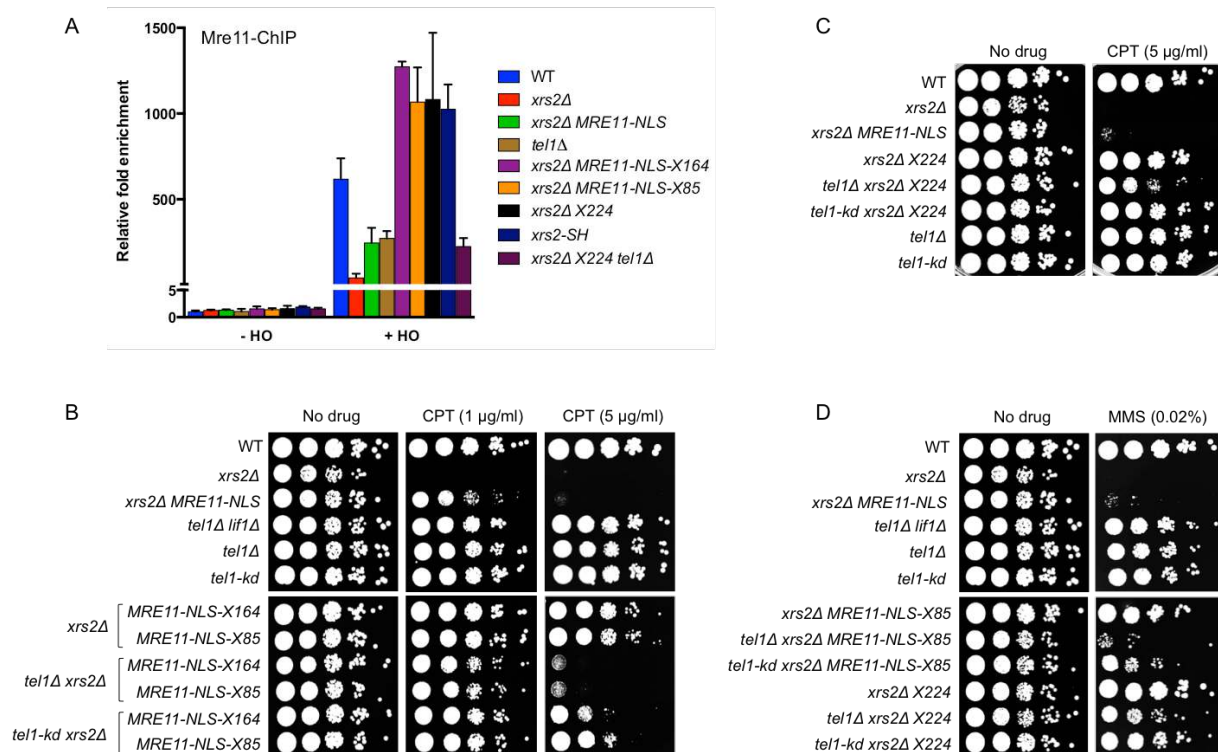 A
Mre11-ChIP
Relative fold enrichment
1500
1000
500
5
0
- HO
+ HO
WT
xrs2Δ
xrs2Δ MRE11-NLS
tel1Δ
xrs2Δ MRE11-NLS-X164
xrs2Δ MRE11-NLS-X85
xrs2Δ X224
xrs2-SH
xrs2Δ X224 tel1Δ
C
No drug
CPT (5 µg/ml)
WT
xrs2Δ
xrs2Δ MRE11-NLS
xrs2Δ X224
tel1Δ xrs2Δ X224
tel1-kd xrs2Δ X224
tel1Δ
tel1-kd
B
No drug
CPT (1 µg/ml)
CPT (5 µg/ml)
WT
xrs2Δ
xrs2Δ MRE11-NLS
tel1Δ lif1Δ
tel1Δ
tel1-kd
xrs2Δ
MRE11-NLS-X164
MRE11-NLS-X85
tel1Δ xrs2Δ
MRE11-NLS-X164
MRE11-NLS-X85
tel1-kd xrs2Δ
MRE11-NLS-X164
MRE11-NLS-X85
D
No drug
MMS (0.02%)
WT
xrs2Δ
xrs2Δ MRE11-NLS
tel1Δ lif1Δ
tel1Δ
tel1-kd
xrs2Δ MRE11-NLS-X85
tel1Δ xrs2Δ MRE11-NLS-X85
tel1-kd xrs2Δ MRE11-NLS-X85
xrs2Δ X224
tel1Δ xrs2Δ X224
tel1-kd xrs2Δ X224